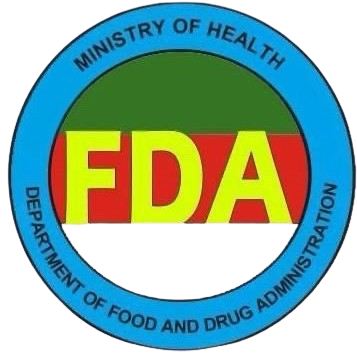 MINISTRY OF HEALTH
FDA
DEPARTMENT OF FOOD AND DRUG ADMINISTRATION